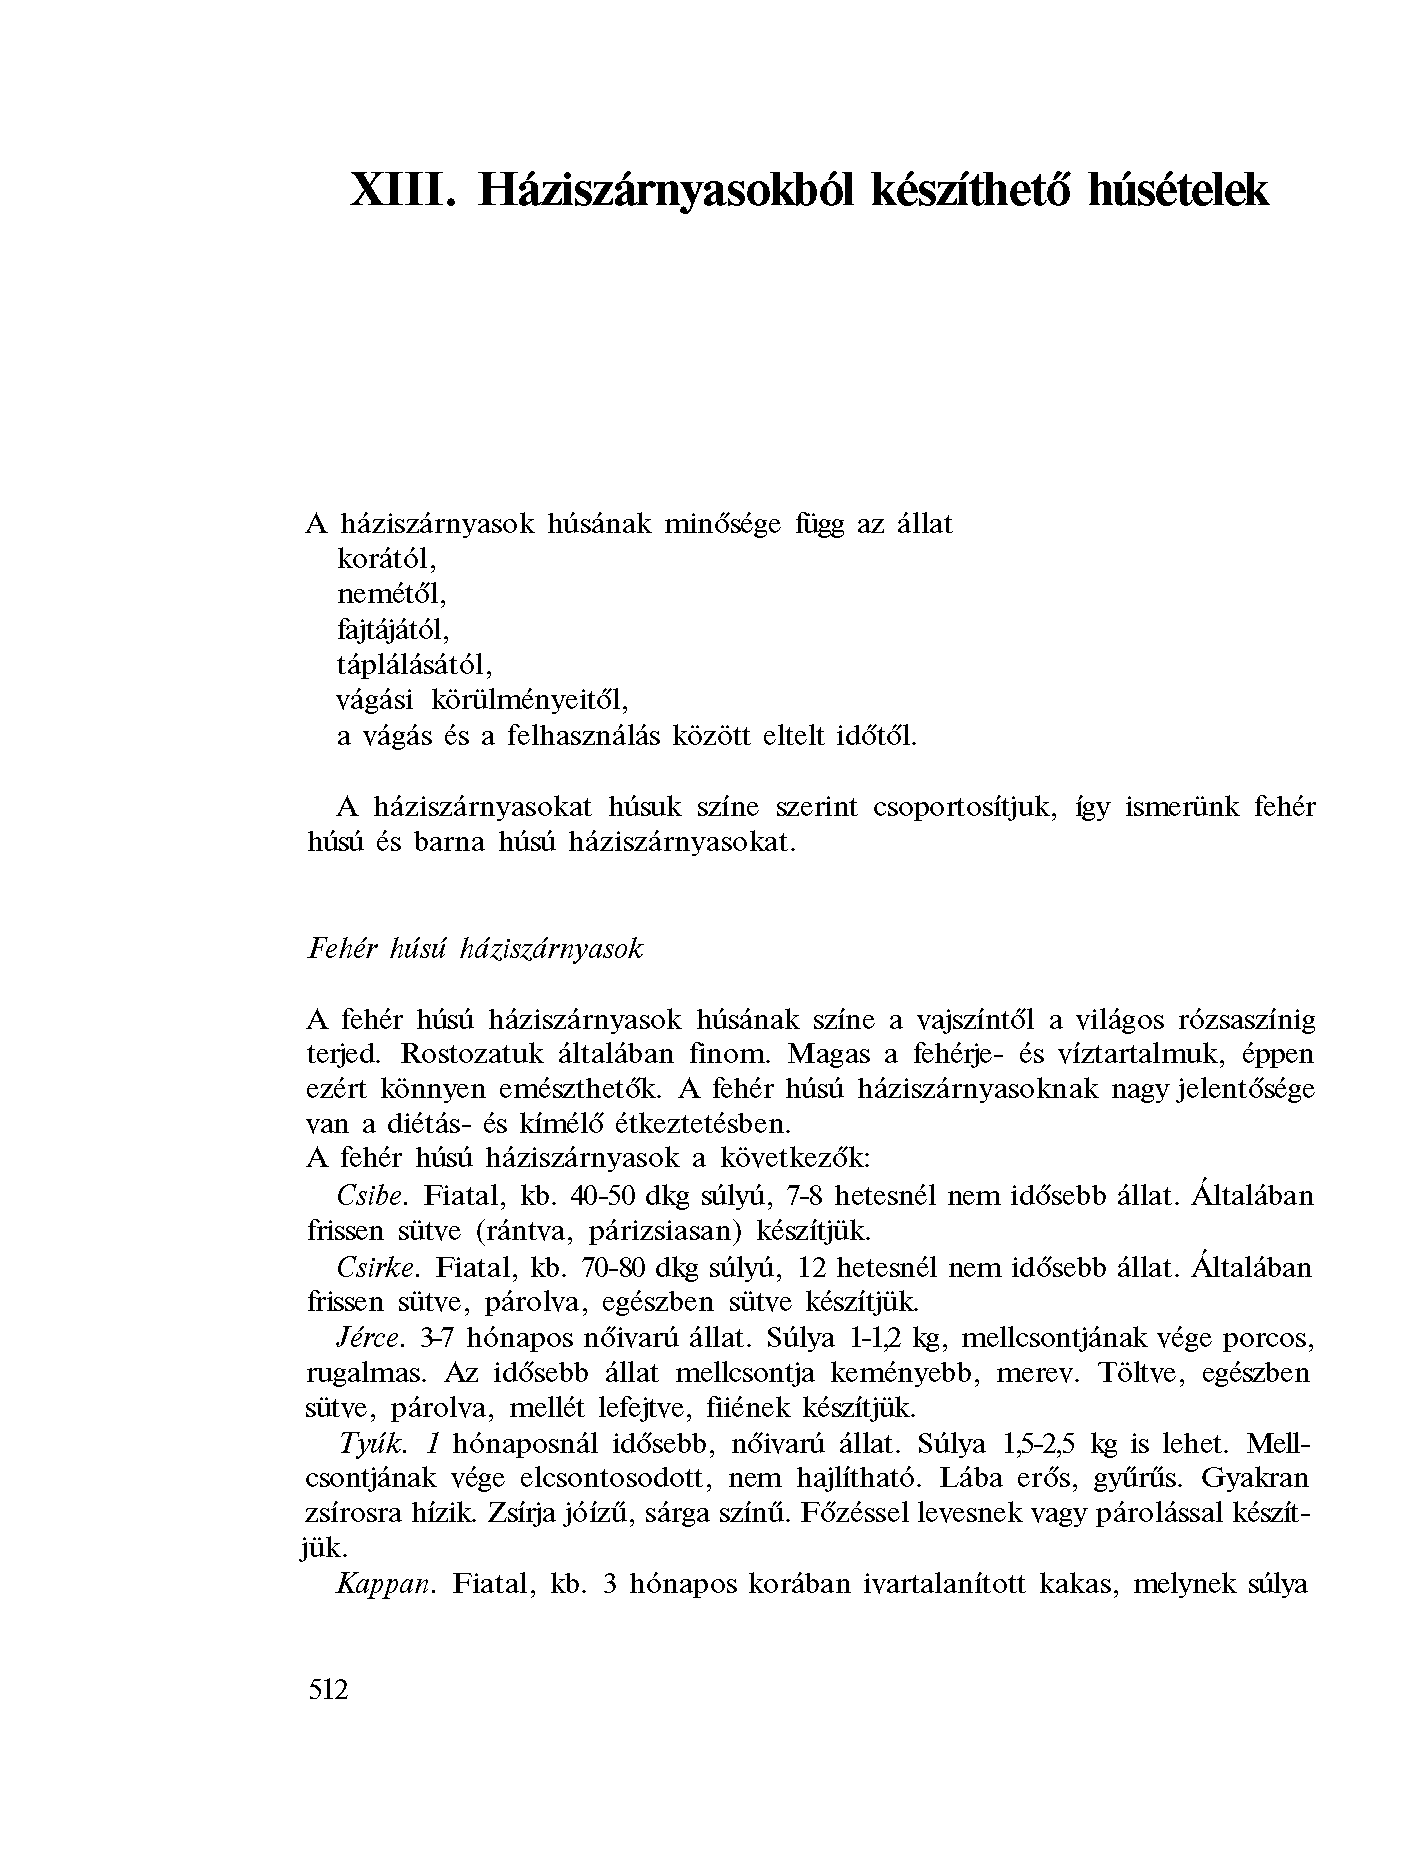 XIII. Háziszárnyasokból készíthető húsételek
A háziszárnyasok húsának minősége függ az állat
korától,
nemétől,
fajtájától,
táplálásától,
vágási körülményeitől,
a vágás és a felhasználás között eltelt időtől.
A háziszárnyasokat húsuk színe szerint csoportosítjuk, így ismerünk fehér
húsú és barna húsú háziszárnyasokat.
Fehér húsú háziszárnyasok
A fehér húsú háziszárnyasok húsának színe a vajszíntől a világos rózsaszínig
terjed. Rostozatuk általában finom. Magas a fehérje- és víztartalmuk, éppen
ezért könnyen emészthetők. A fehér húsú háziszárnyasoknak nagy jelentősége
van a diétás- és kímélő étkeztetésben.
A fehér húsú háziszárnyasok a következők:
Csibe. Fiatal, kb. 40-50 dkg súlyú, 7-8 hetesnél nem idősebb állat. Általában
frissen sütve (rántva, párizsiasan) készítjük.
Csirke. Fiatal, kb. 70-80 dkg súlyú, 12 hetesnél nem idősebb állat. Általában
frissen sütve, párolva, egészben sütve készítjük.
Jérce. 3-7 hónapos nőivarú állat. Súlya 1-1,2 kg, mellcsontjának vége porcos,
rugalmas. Az idősebb állat mellcsontja keményebb, merev. Töltve, egészben
sütve, párolva, mellét lefejtve, fiiének készítjük.
Tyúk. 1 hónaposnál idősebb, nőivarú állat. Súlya 1,5-2,5 kg is lehet. Mell-
csontjának vége elcsontosodott, nem hajlítható. Lába erős, gyűrűs. Gyakran
zsírosra hízik. Zsírja jóízű, sárga színű. Főzéssel levesnek vagy párolással készít-
jük.
Kappan. Fiatal, kb. 3 hónapos korában ivartalanított kakas, melynek súlya
512